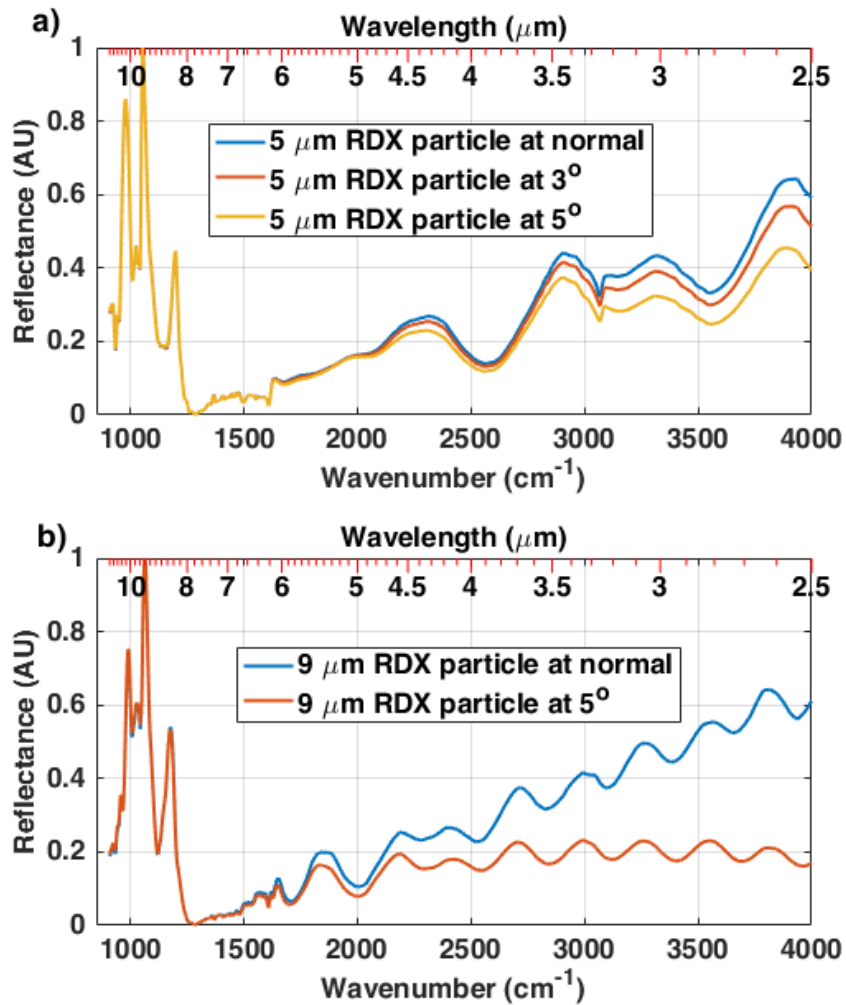 a)
Wavelength (μm)
10 8 7 6 5 4.5 4 3.5 3 2.5
1
0.8
0.6
0.4
0.2
0
Reflectance (AU)
5 μm RDX particle at normal
5 μm RDX particle at 3°
5 μm RDX particle at 5°
1000 1500 2000 2500 3000 3500 4000
Wavenumber (cm⁻¹)
b)
Wavelength (μm)
10 8 7 6 5 4.5 4 3.5 3 2.5
1
0.8
0.6
0.4
0.2
0
Reflectance (AU)
9 μm RDX particle at normal
9 μm RDX particle at 5°
1000 1500 2000 2500 3000 3500 4000
Wavenumber (cm⁻¹)